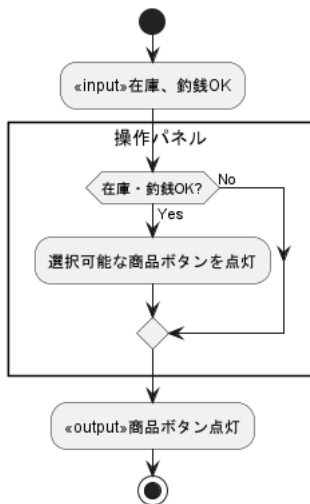 «input»在庫、釣銭OK
操作パネル
在庫・釣銭OK?
No
Yes
選択可能な商品ボタンを点灯
«output»商品ボタン点灯